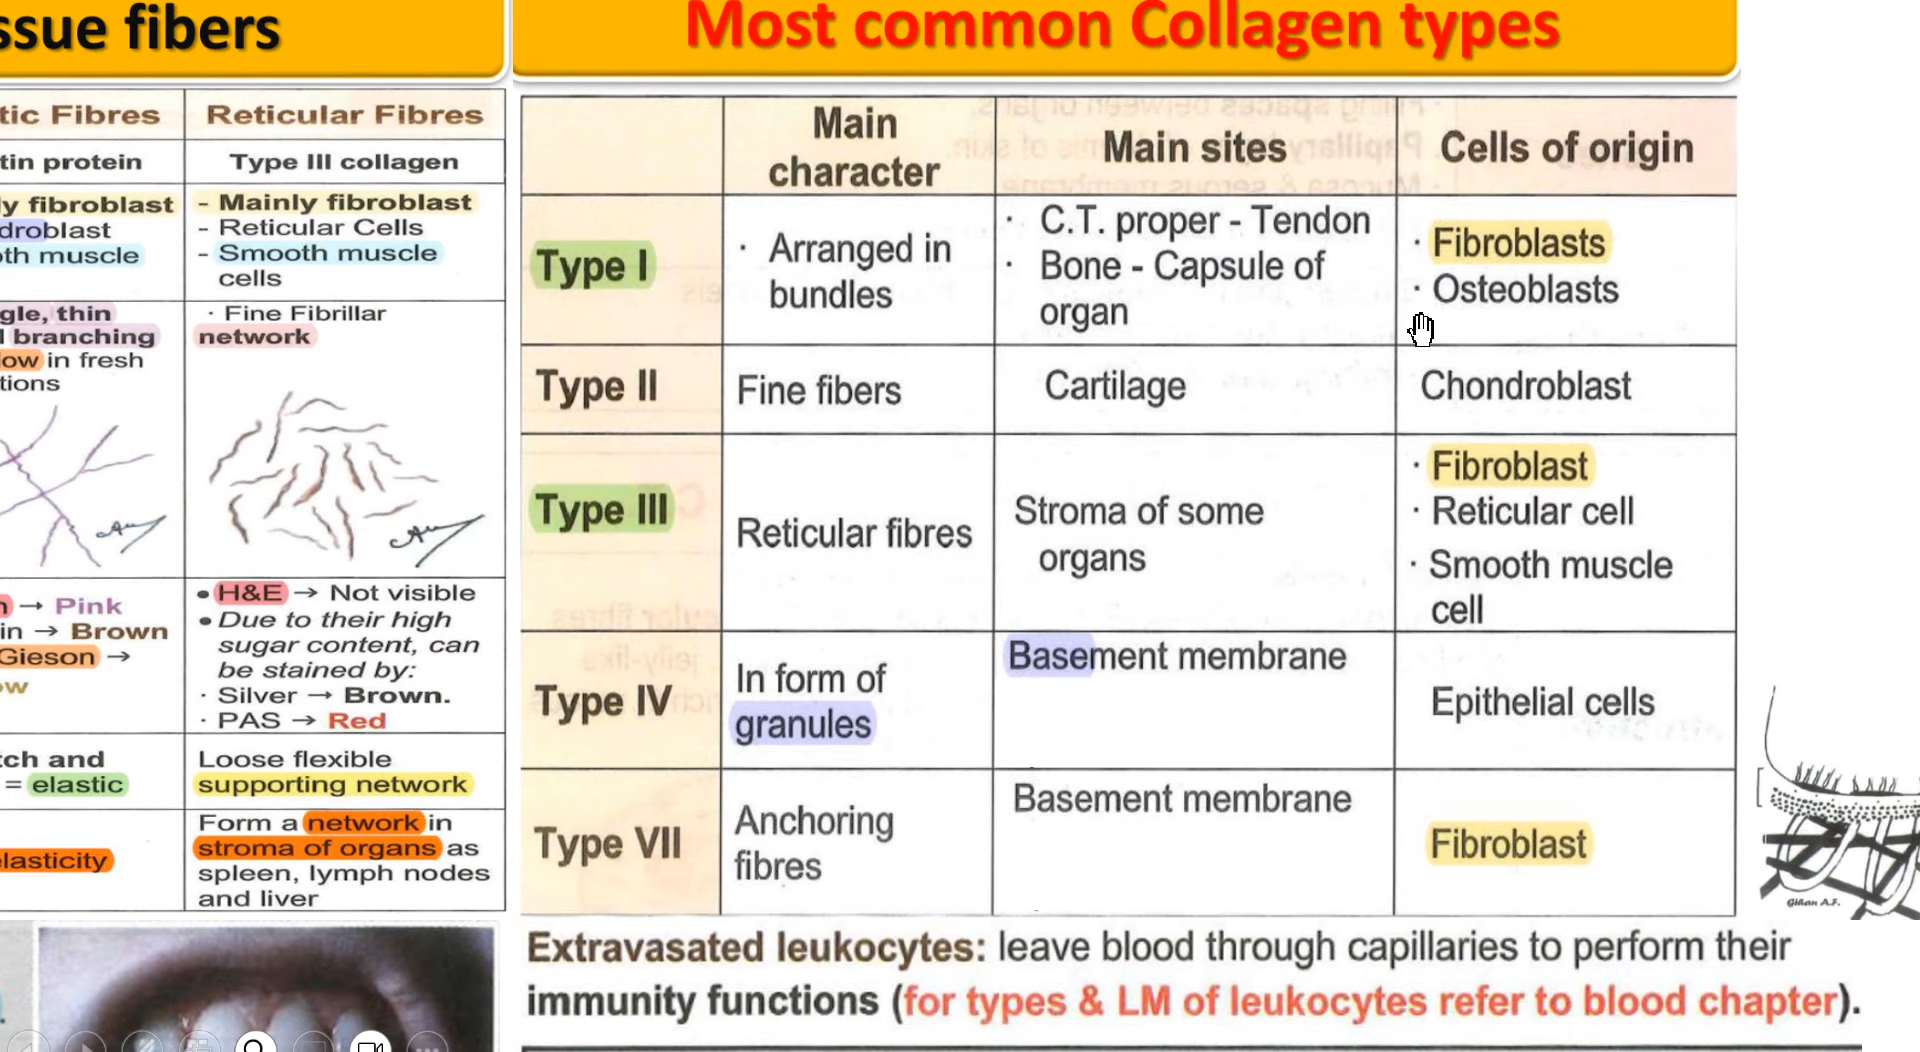 ssue fibers
tic Fibres
Reticular Fibres
tin protein
Type III collagen
ly fibroblast
droblast
oth muscle
- Mainly fibroblast
- Reticular Cells
- Smooth muscle
cells
gle, thin
branching
low in fresh
tions
· Fine Fibrillar
network
→ Pink
in → Brown
Gieson →
ow
• H&E → Not visible
• Due to their high
sugar content, can
be stained by:
· Silver → Brown.
· PAS → Red
tch and
= elastic
Loose flexible
supporting network
elasticity
Form a network in
stroma of organs as
spleen, lymph nodes
and liver
Most common Collagen types
Main
character
Main sites
Cells of origin
Type I
· Arranged in
bundles
· C.T. proper - Tendon
· Bone - Capsule of
organ
· Fibroblasts
· Osteoblasts
Type II
Fine fibers
Cartilage
Chondroblast
Type III
Reticular fibres
Stroma of some
organs
· Fibroblast
· Reticular cell
· Smooth muscle
cell
Type IV
In form of
granules
Basement membrane
Epithelial cells
Type VII
Anchoring
fibres
Basement membrane
Fibroblast
Gihan A.F.
Extravasated leukocytes: leave blood through capillaries to perform their
immunity functions (for types & LM of leukocytes refer to blood chapter).